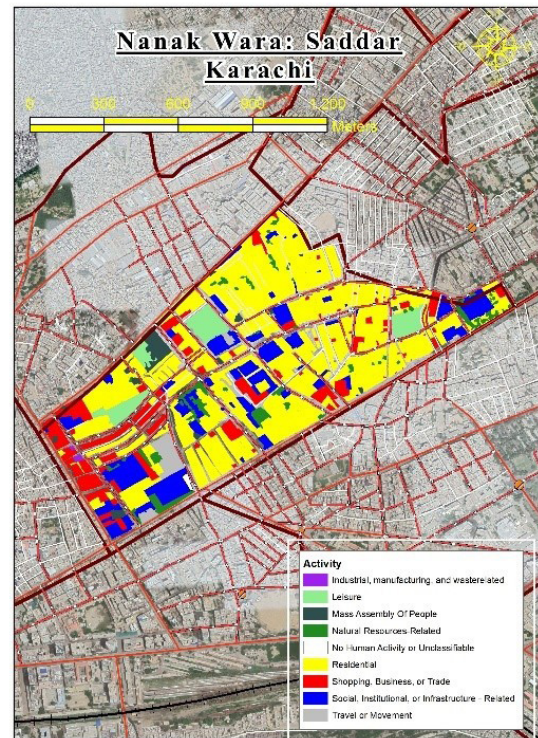 Nanak Wara: Saddar
Karachi
0 300 600 900 1,200
Meters
Activity
Industrial, manufacturing, and wasterelated
Leisure
Mass Assembly Of People
Natural Resources-Related
No Human Activity or Unclassifiable
Residential
Shopping, Business, or Trade
Social, Institutional, or Infrastructure - Related
Travel or Movement